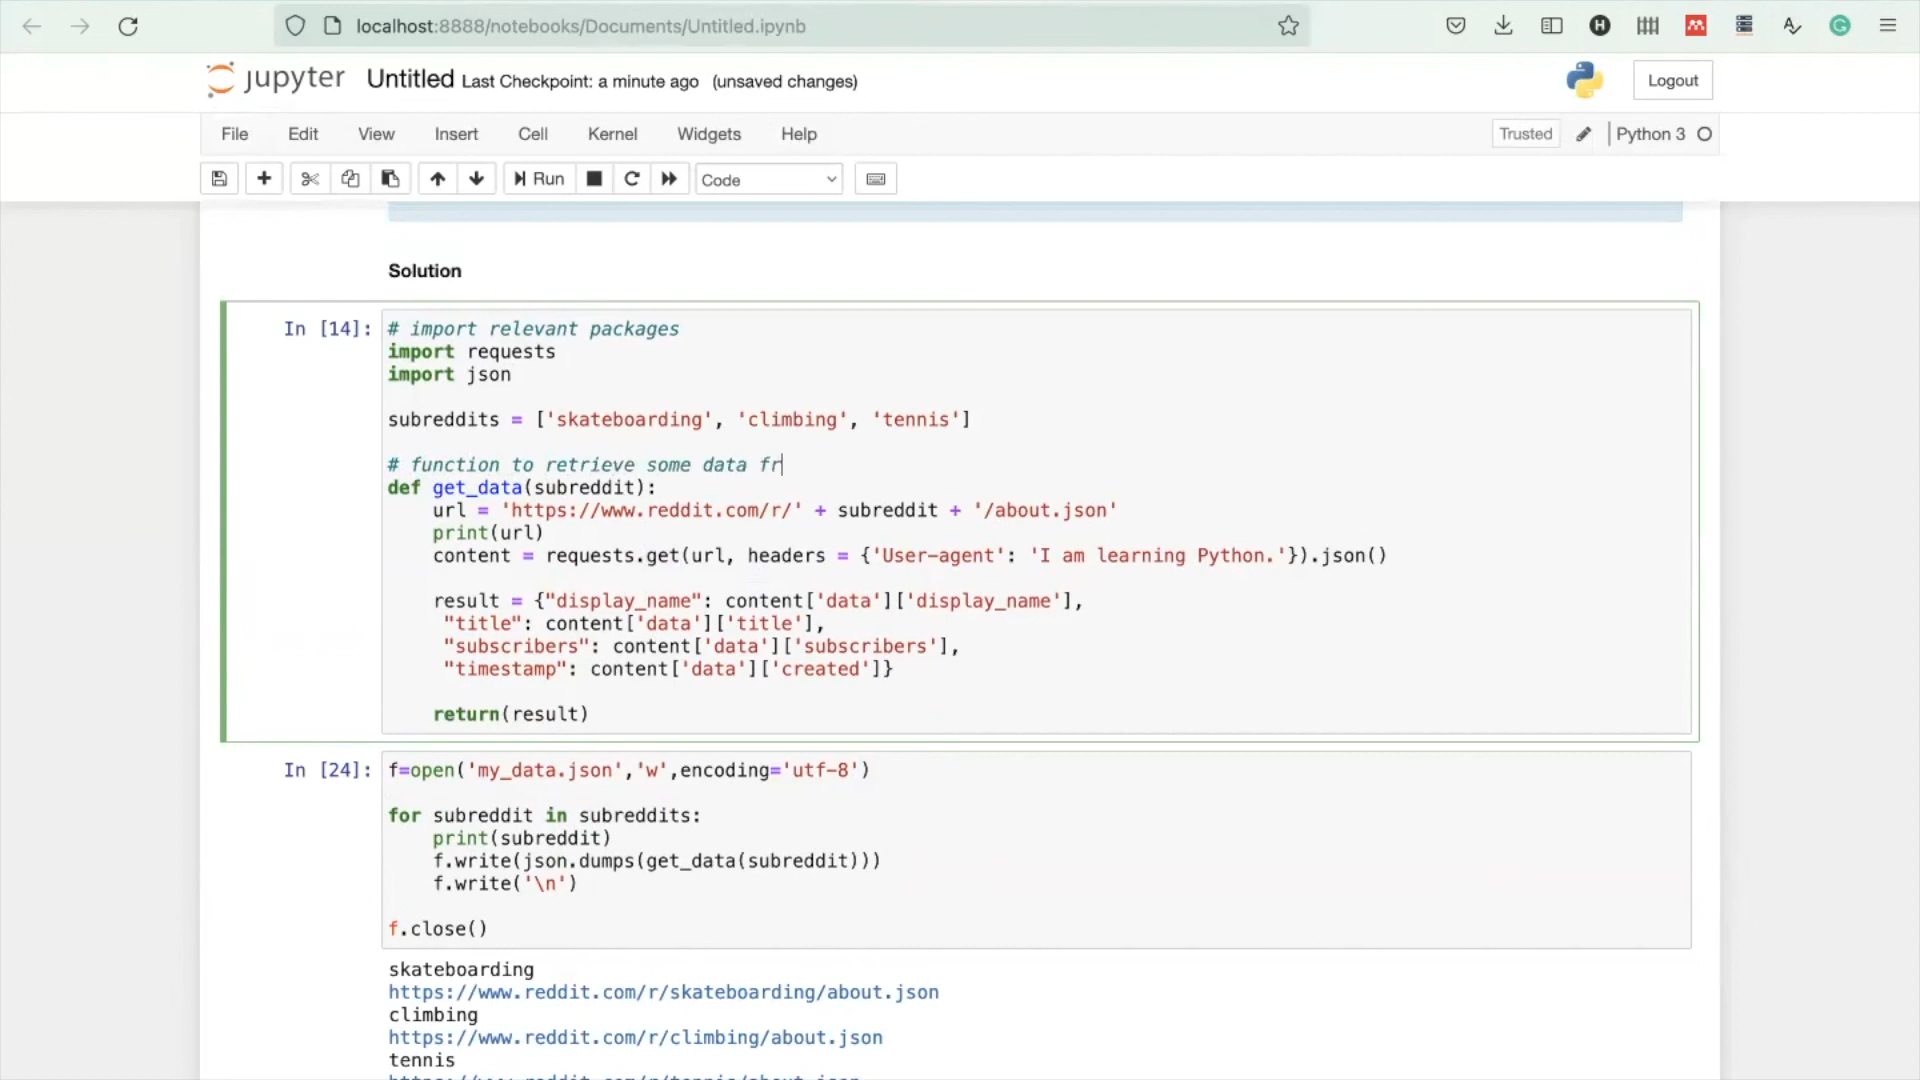 localhost:8888/notebooks/Documents/Untitled.ipynb
jupyter Untitled Last Checkpoint: a minute ago (unsaved changes)
Logout
File Edit View Insert Cell Kernel Widgets Help
Trusted
Python 3
Run
Code
Solution
In [14]: # import relevant packages
import requests
import json
subreddits = ['skateboarding', 'climbing', 'tennis']
# function to retrieve some data fr
def get_data(subreddit):
    url = 'https://www.reddit.com/r/' + subreddit + '/about.json'
    print(url)
    content = requests.get(url, headers = {'User-agent': 'I am learning Python.'}).json()
    result = {"display_name": content['data']['display_name'],
     "title": content['data']['title'],
     "subscribers": content['data']['subscribers'],
     "timestamp": content['data']['created']}
    return(result)
In [24]: f=open('my_data.json','w',encoding='utf-8')
for subreddit in subreddits:
    print(subreddit)
    f.write(json.dumps(get_data(subreddit)))
    f.write('\n')
f.close()
skateboarding
https://www.reddit.com/r/skateboarding/about.json
climbing
https://www.reddit.com/r/climbing/about.json
tennis